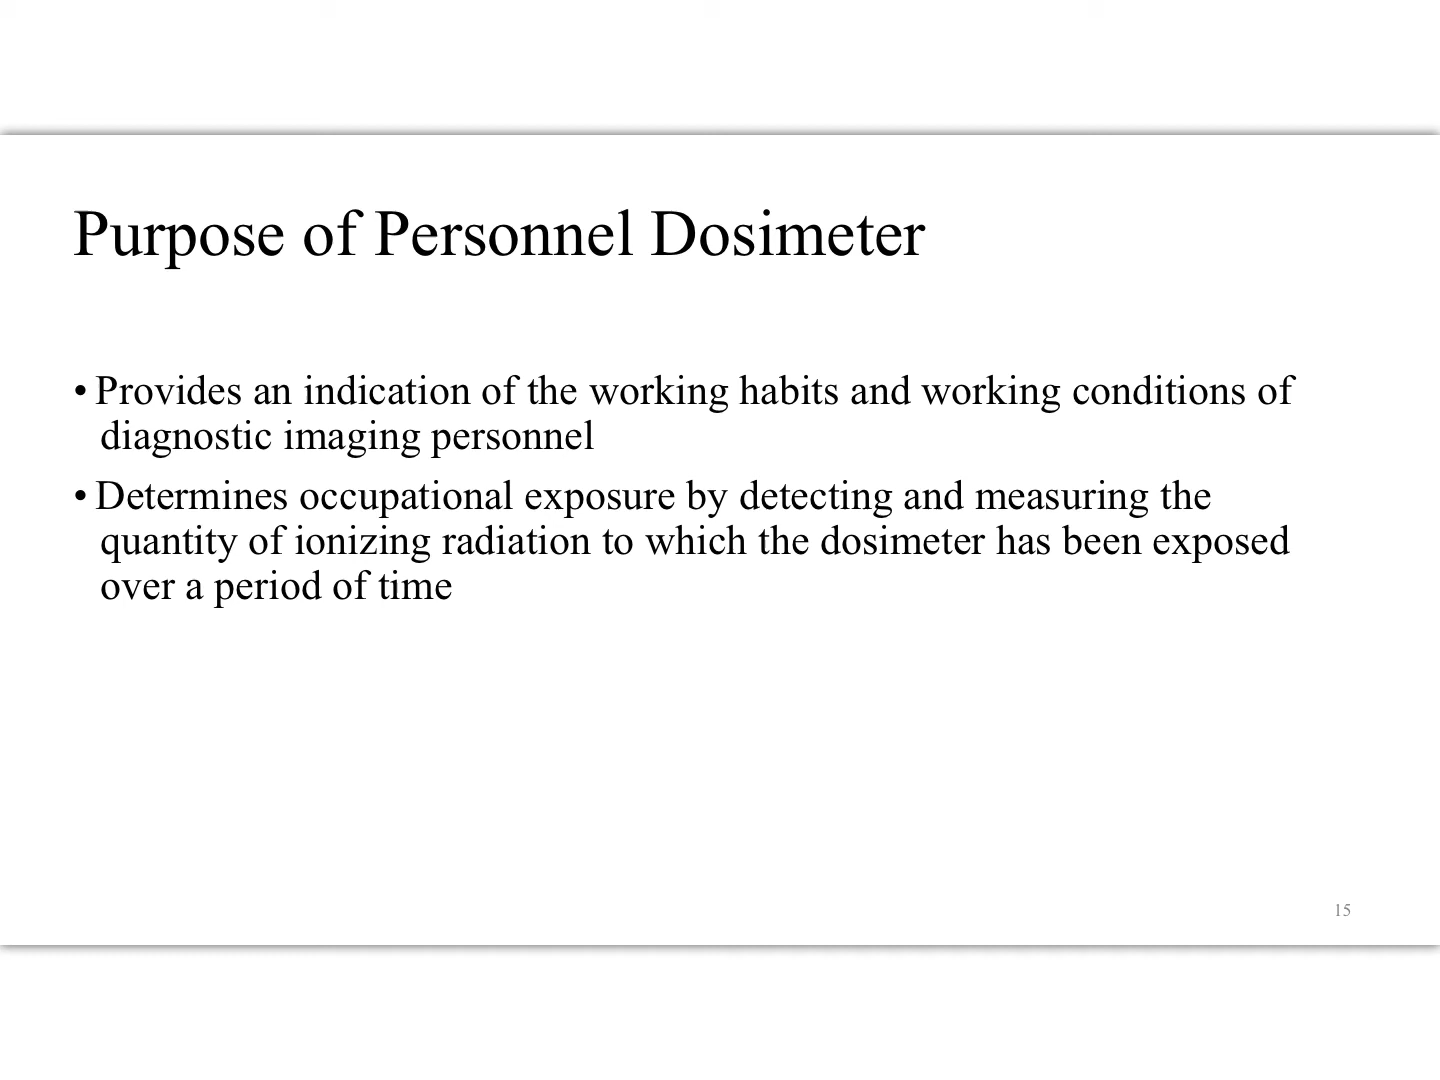 Purpose of Personnel Dosimeter
• Provides an indication of the working habits and working conditions of
diagnostic imaging personnel
• Determines occupational exposure by detecting and measuring the
quantity of ionizing radiation to which the dosimeter has been exposed
over a period of time
15